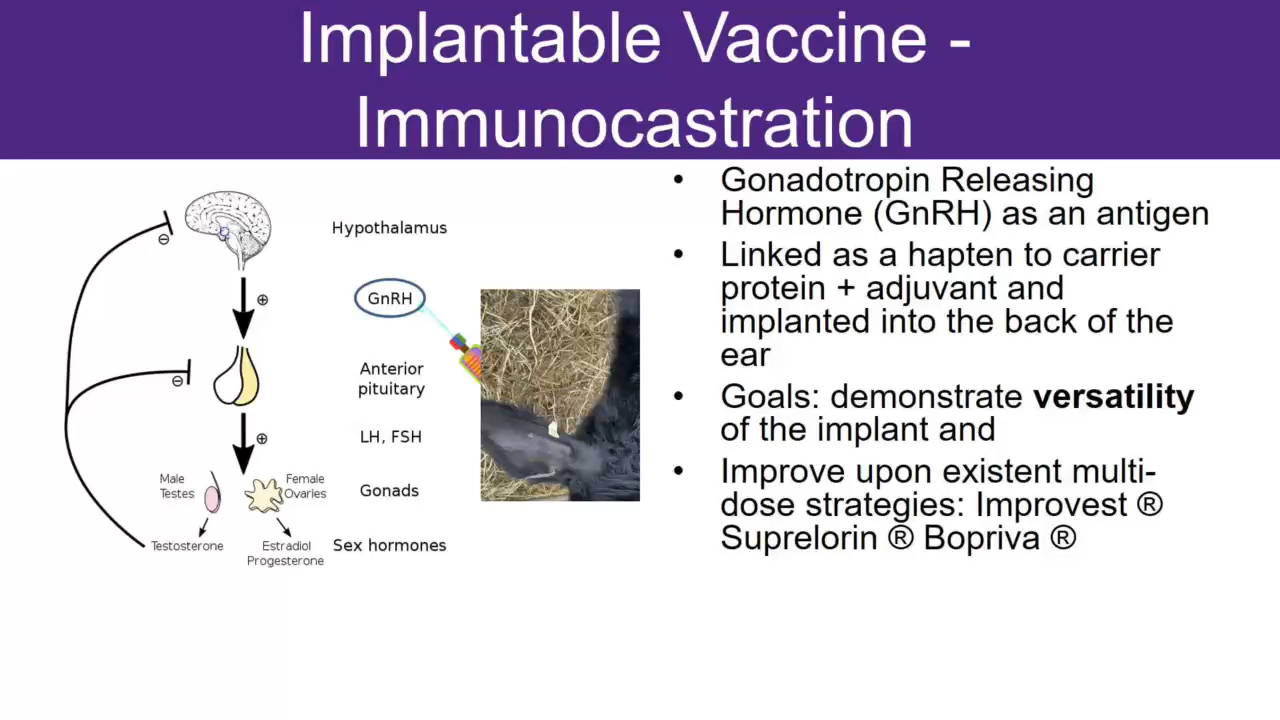 Implantable Vaccine -
Immunocastration
Hypothalamus
GnRH
Anterior
pituitary
LH, FSH
Male
Testes
Female
Ovaries
Gonads
Testosterone
Estradiol
Progesterone
Sex hormones
⊖
⊕
⊖
⊕
• Gonadotropin Releasing
Hormone (GnRH) as an antigen
• Linked as a hapten to carrier
protein + adjuvant and
implanted into the back of the
ear
• Goals: demonstrate versatility
of the implant and
• Improve upon existent multi-
dose strategies: Improvest ®
Suprelorin ® Bopriva ®